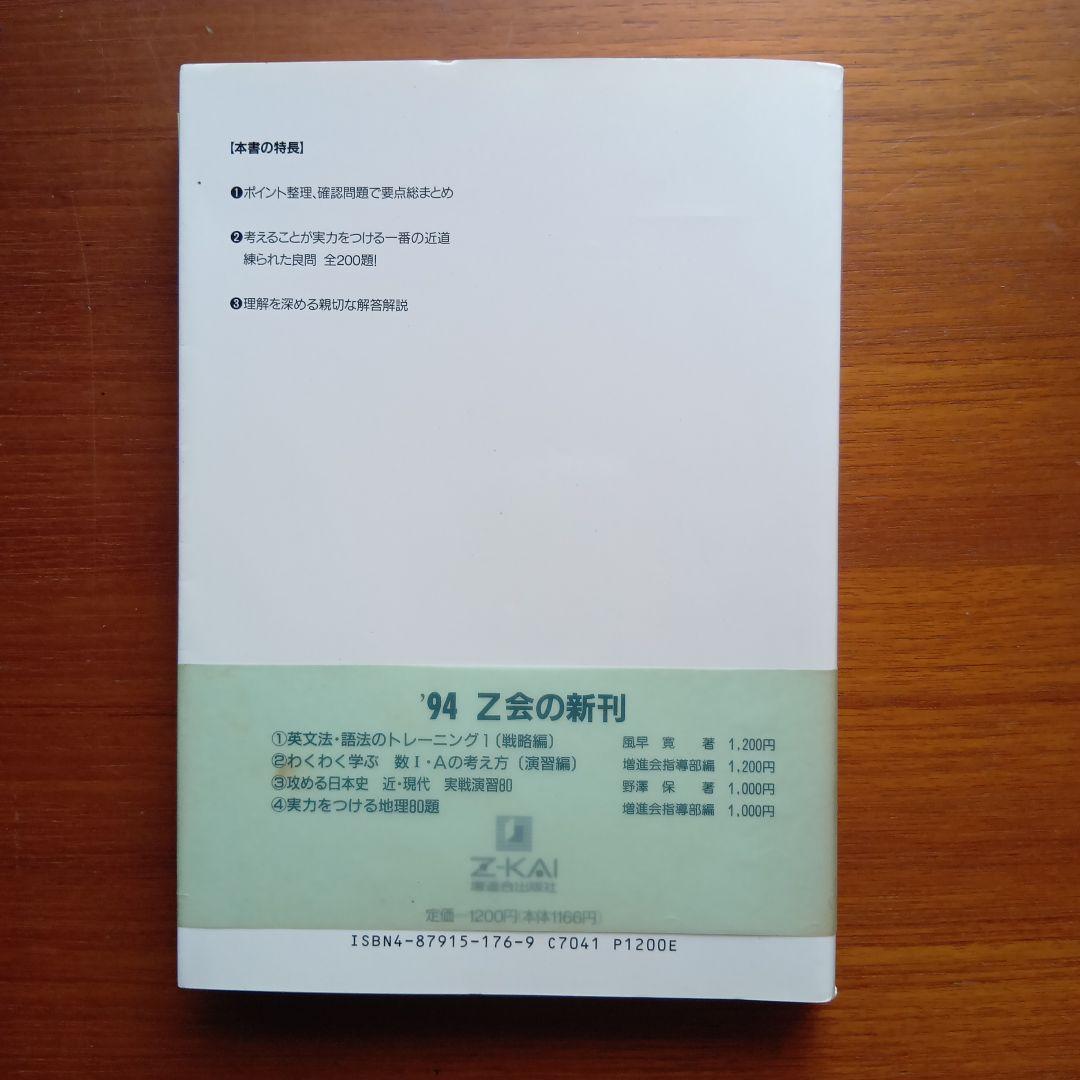 【本書の特長】
❶ポイント整理、確認問題で要点総まとめ
❷考えることが実力をつける一番の近道
練られた良問 全200題!
❸理解を深める親切な解答解説
'94 Z会の新刊
①英文法・語法のトレーニング1〔戦略編〕 風早 寛 著 1,200円
②わくわく学ぶ 数I・Aの考え方〔演習編〕 増進会指導部編 1,200円
③攻める日本史 近・現代 実戦演習80 野澤 保 著 1,000円
④実力をつける地理80題 増進会指導部編 1,000円
Z-KAI
増進会出版社
定価―1200円(本体1166円)
ISBN4-87915-176-9 C7041 P1200E